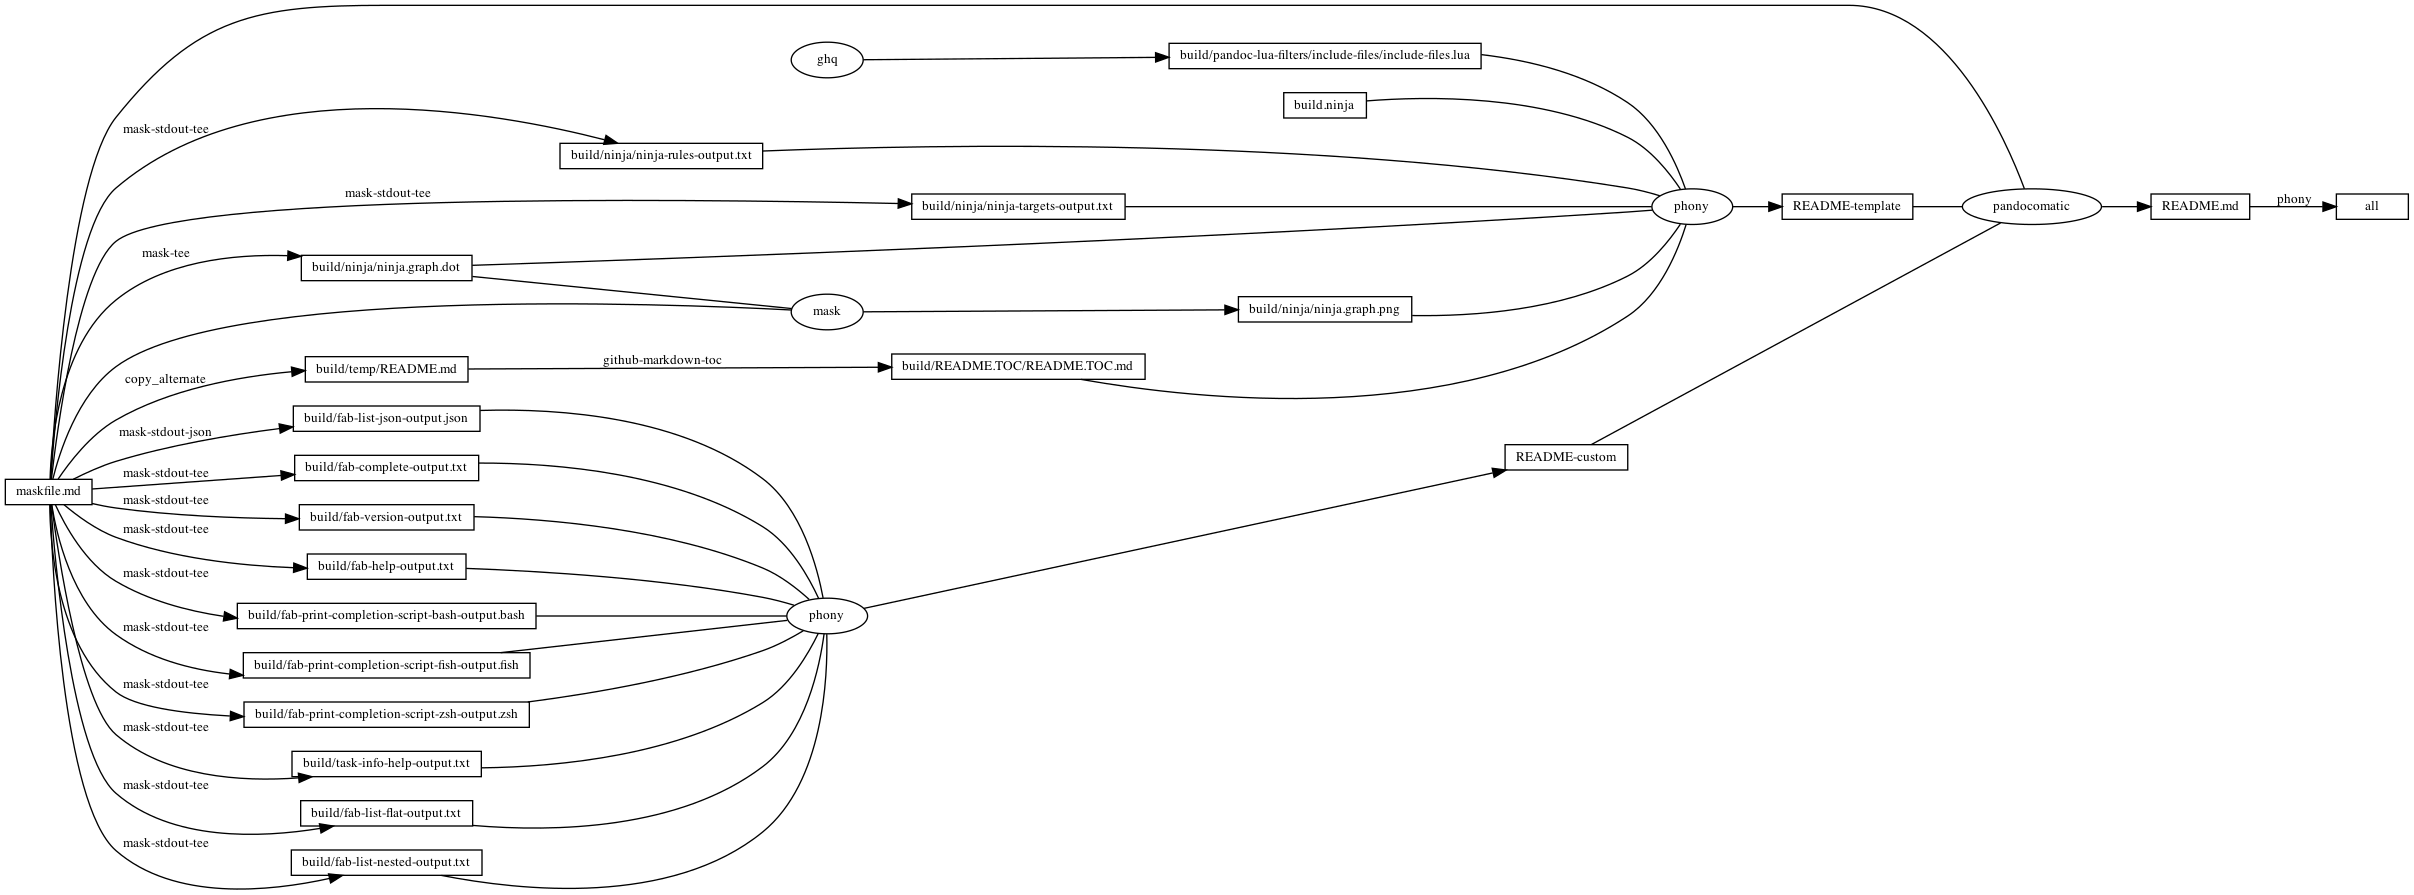 ghq
build/pandoc-lua-filters/include-files/include-files.lua
build.ninja
mask-stdout-tee
build/ninja/ninja-rules-output.txt
mask-stdout-tee
build/ninja/ninja-targets-output.txt
phony
README-template
pandocomatic
README.md
phony
all
mask-tee
build/ninja/ninja.graph.dot
mask
build/ninja/ninja.graph.png
copy_alternate
build/temp/README.md
github-markdown-toc
build/README.TOC/README.TOC.md
mask-stdout-json
build/fab-list-json-output.json
README-custom
mask-stdout-tee
build/fab-complete-output.txt
maskfile.md
mask-stdout-tee
build/fab-version-output.txt
mask-stdout-tee
build/fab-help-output.txt
mask-stdout-tee
build/fab-print-completion-script-bash-output.bash
phony
mask-stdout-tee
build/fab-print-completion-script-fish-output.fish
mask-stdout-tee
build/fab-print-completion-script-zsh-output.zsh
mask-stdout-tee
build/task-info-help-output.txt
mask-stdout-tee
build/fab-list-flat-output.txt
mask-stdout-tee
build/fab-list-nested-output.txt